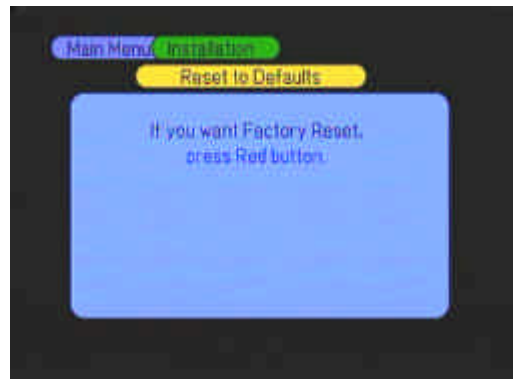 Main Menu Installation
Reset to Defaults
If you want Factory Reset,
press Red button.